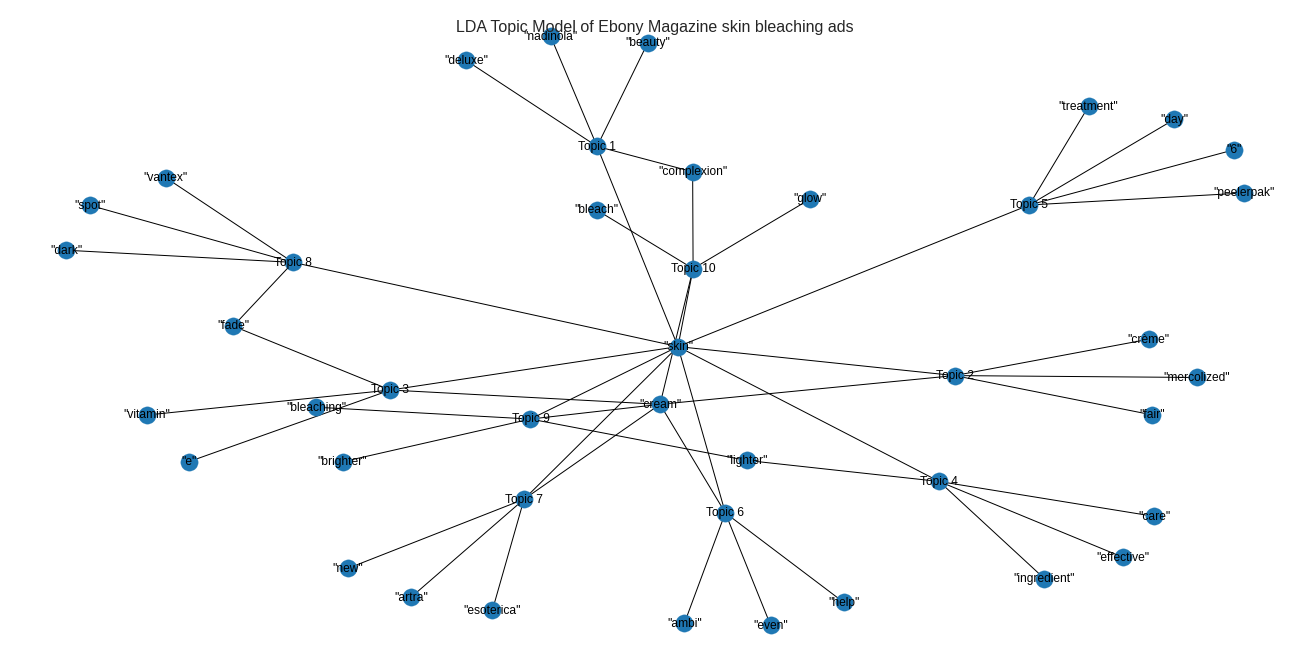 LDA Topic Model of Ebony Magazine skin bleaching ads
"nadinola"
"beauty"
"deluxe"
"treatment"
"day"
Topic 1
"6"
"complexion"
"vantex"
"peelerpak"
"glow"
"spot"
Topic 5
"bleach"
"dark"
Topic 8
Topic 10
"fade"
"creme"
"skin"
Topic 2
"mercolized"
Topic 3
"cream"
"bleaching"
"vitamin"
"fair"
Topic 9
"e"
"brighter"
"lighter"
Topic 4
Topic 7
Topic 6
"care"
"effective"
"new"
"ingredient"
"artra"
"help"
"esoterica"
"ambi"
"even"